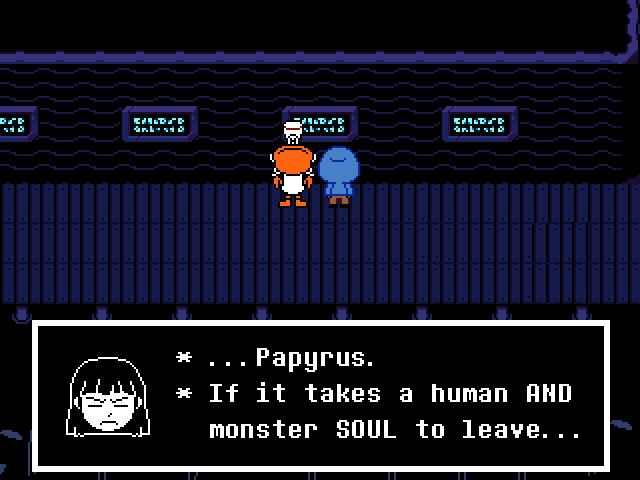 * ...Papyrus.
* If it takes a human AND
monster SOUL to leave...